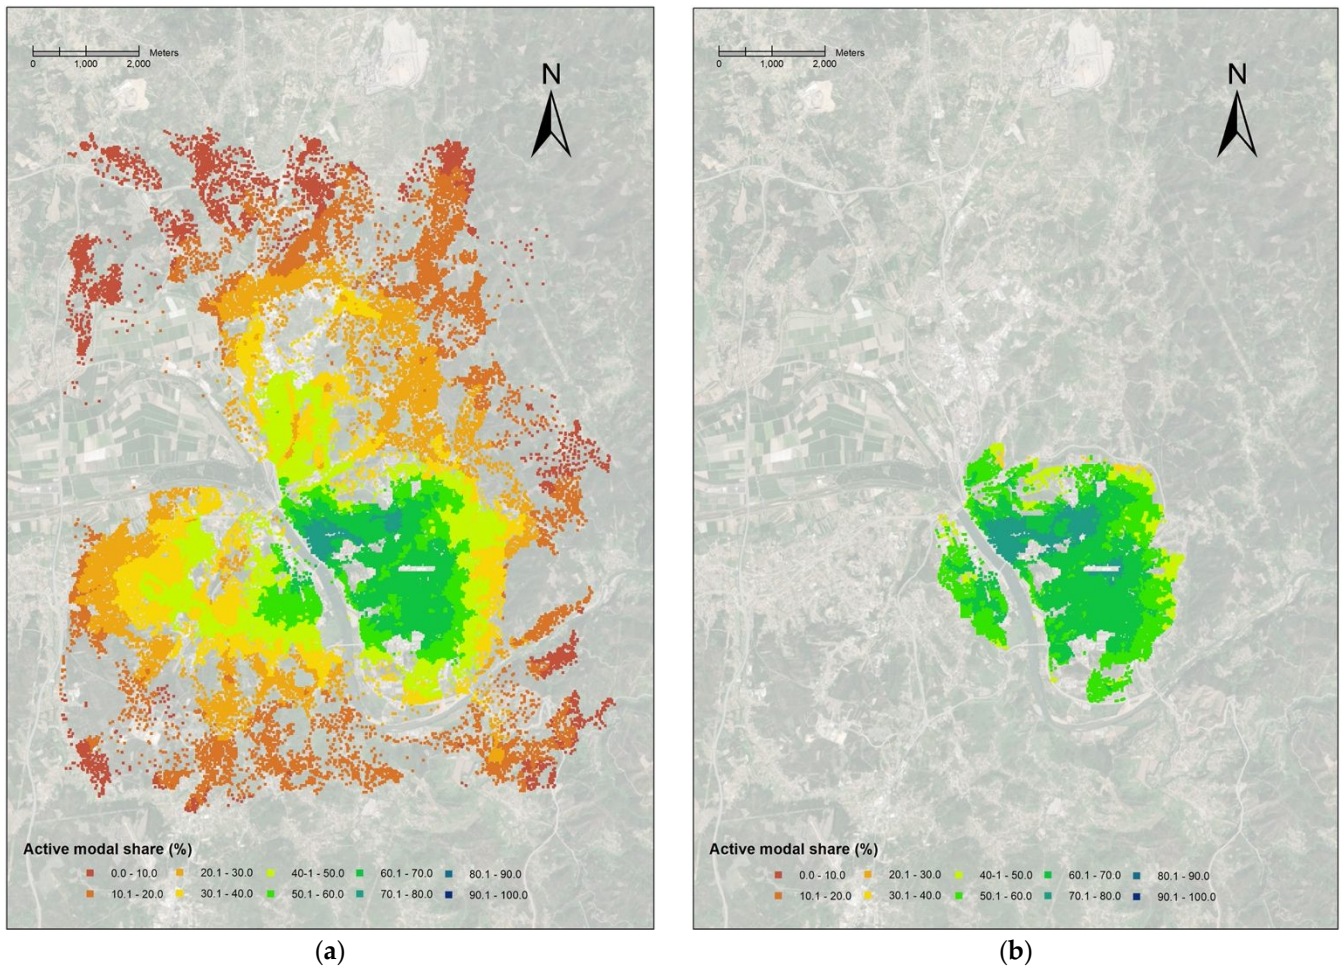 Meters
0 1,000 2,000
N
Active modal share (%)
0.0 - 10.0 20.1 - 30.0 40-1 - 50.0 60.1 - 70.0 80.1 - 90.0
10.1 - 20.0 30.1 - 40.0 50.1 - 60.0 70.1 - 80.0 90.1 - 100.0
(a)
Meters
0 1,000 2,000
N
Active modal share (%)
0.0 - 10.0 20.1 - 30.0 40-1 - 50.0 60.1 - 70.0 80.1 - 90.0
10.1 - 20.0 30.1 - 40.0 50.1 - 60.0 70.1 - 80.0 90.1 - 100.0
(b)